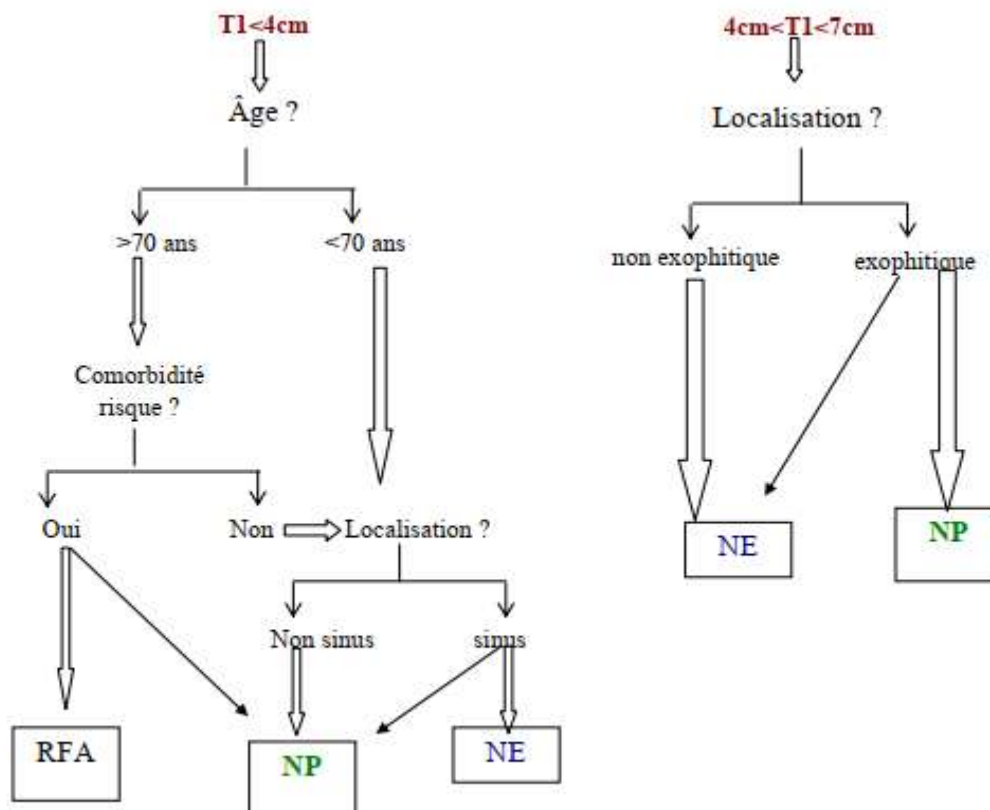 T1<4cm
Âge ?
>70 ans
<70 ans
Comorbidité
risque ?
Oui
Non
Localisation ?
Non sinus
sinus
RFA
NP
NE
4cm<T1<7cm
Localisation ?
non exophitique
exophitique
NE
NP